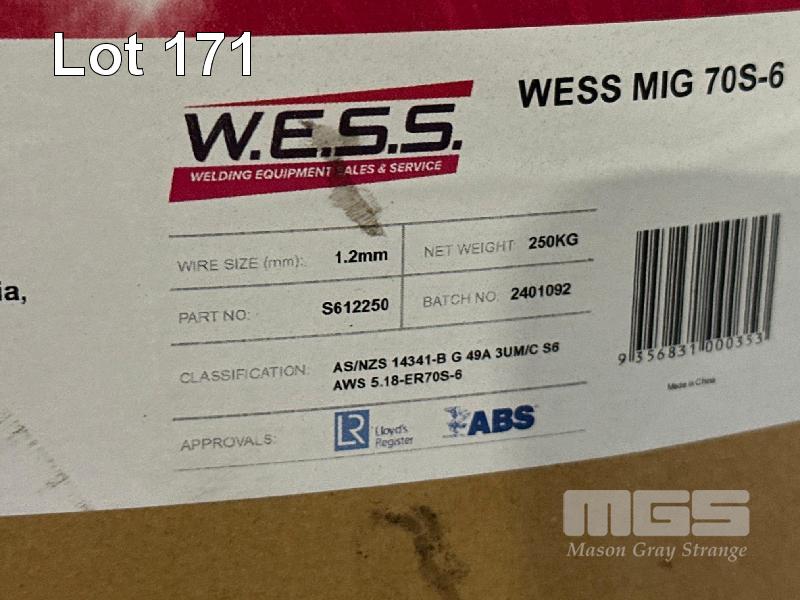 Lot 171
WESS MIG 70S-6
W.E.S.S.
WELDING EQUIPMENT SALES & SERVICE
WIRE SIZE (mm): 1.2mm NET WEIGHT: 250KG
ia,
PART NO: S612250 BATCH NO. 2401092
CLASSIFICATION: AS/NZS 14341-B G 49A 3UM/C S6
AWS 5.18-ER70S-6
9 356831 000353
Made in China
APPROVALS: LR Lloyd's
Register
ABS
MGS
Mason Gray Strange